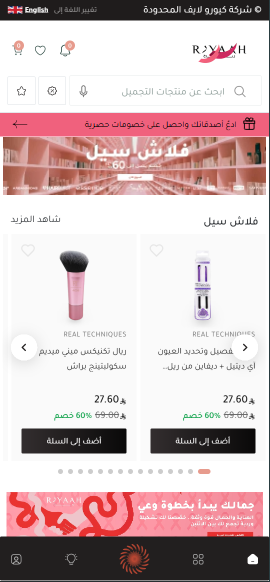 © شركة كيورو لايف المحدودة
تغيير اللغة إلى English
0
0
RIYAAH
ابحث عن منتجات التجميل
ادعُ أصدقائك واحصل على خصومات حصرية
فلاش سيل
60%
فلاش سيل
شاهد المزيد
REAL TECHNIQUES
تفصيل وتحديد العيون
أي ديتيل + ديفاين من ريل...
27.60
69.00
60% خصم
أضف إلى السلة
REAL TECHNIQUES
ريال تكنيكس ميني ميديم
سكولبتينج براش
27.60
69.00
60% خصم
أضف إلى السلة
RIYAAH
جمالك يبدأ بخطوة وعي